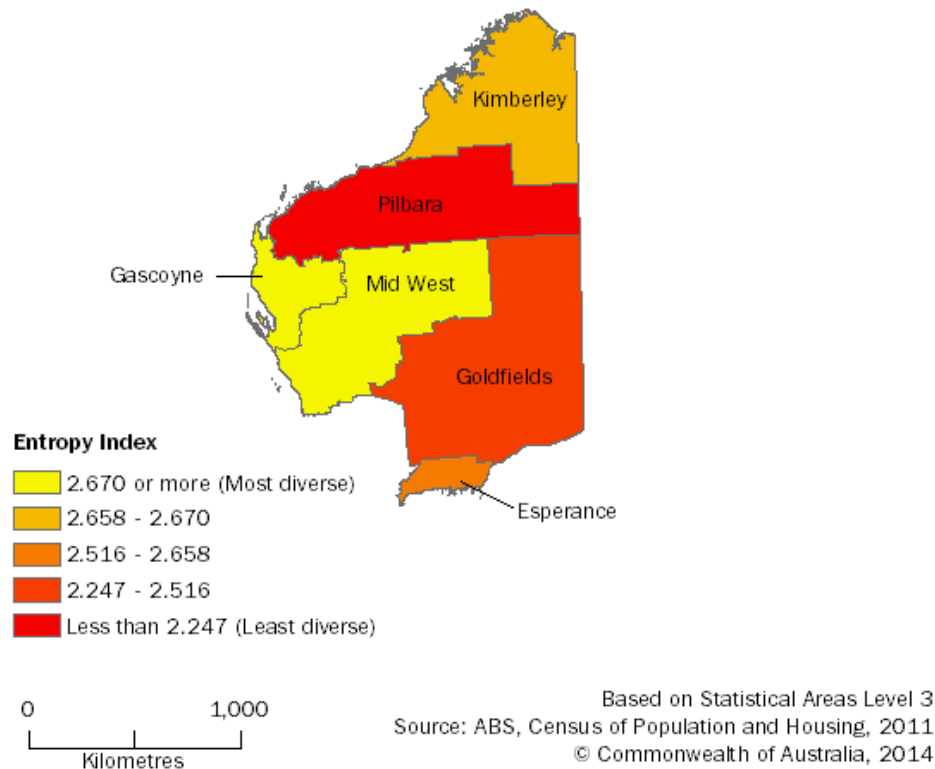 Kimberley
Pilbara
Gascoyne
Mid West
Goldfields
Entropy Index
2.670 or more (Most diverse)
2.658 - 2.670
2.516 - 2.658
Esperance
2.247 - 2.516
Less than 2.247 (Least diverse)
0 1,000
Kilometres
Based on Statistical Areas Level 3
Source: ABS, Census of Population and Housing, 2011
© Commonwealth of Australia, 2014